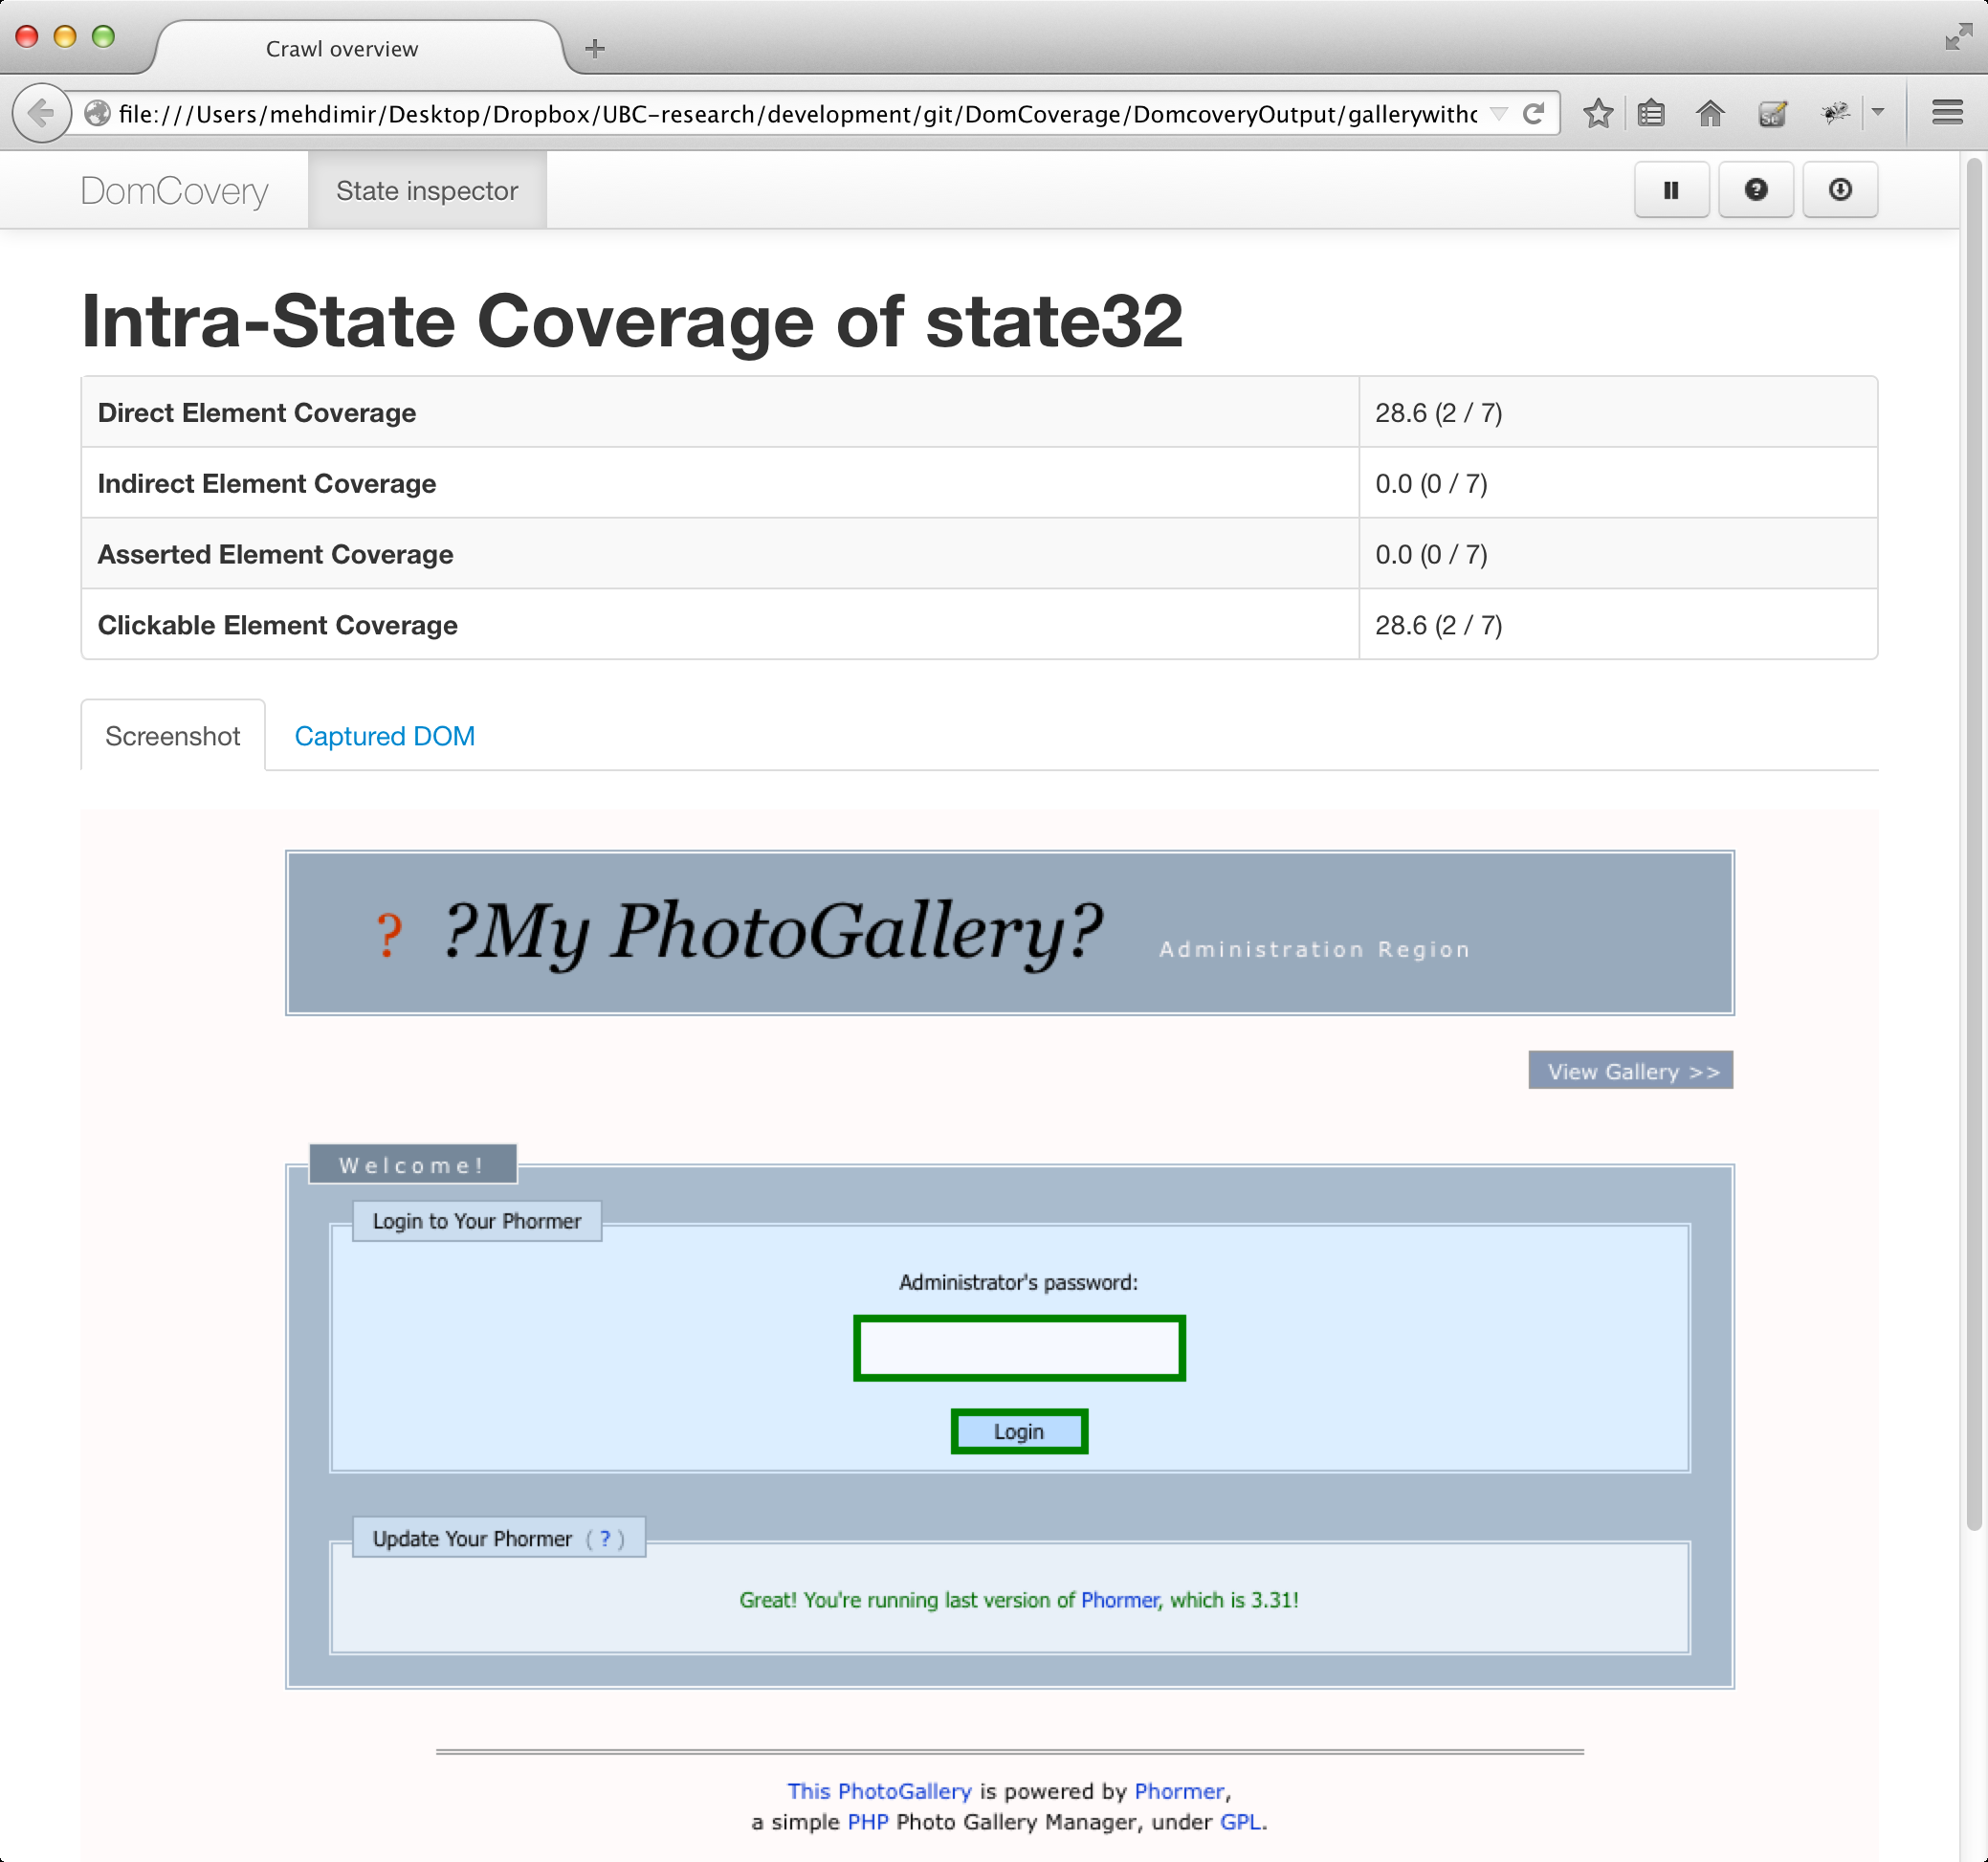 Crawl overview
file:///Users/mehdimir/Desktop/Dropbox/UBC-research/development/git/DomCoverage/DomcoveryOutput/gallerywithc
DomCovery State inspector
Intra-State Coverage of state32
Direct Element Coverage 28.6 (2 / 7)
Indirect Element Coverage 0.0 (0 / 7)
Asserted Element Coverage 0.0 (0 / 7)
Clickable Element Coverage 28.6 (2 / 7)
Screenshot Captured DOM
? ?My PhotoGallery? Administration Region
View Gallery >>
Welcome!
Login to Your Phormer
Administrator's password:
Login
Update Your Phormer ( ? )
Great! You're running last version of Phormer, which is 3.31!
This PhotoGallery is powered by Phormer,
a simple PHP Photo Gallery Manager, under GPL.